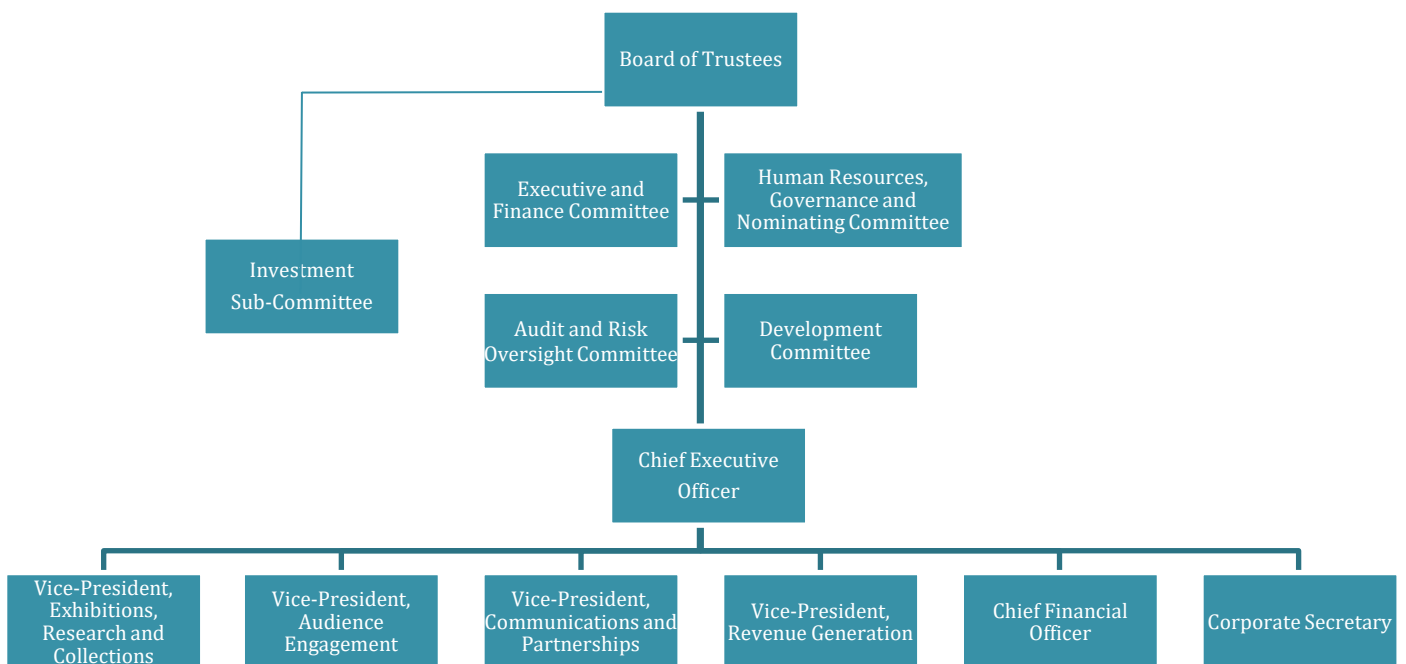 Board of Trustees
Executive and
Finance Committee
Human Resources,
Governance and
Nominating Committee
Investment
Sub-Committee
Audit and Risk
Oversight Committee
Development
Committee
Chief Executive
Officer
Vice-President,
Exhibitions,
Research and
Collections
Vice-President,
Audience
Engagement
Vice-President,
Communications and
Partnerships
Vice-President,
Revenue Generation
Chief Financial
Officer
Corporate Secretary